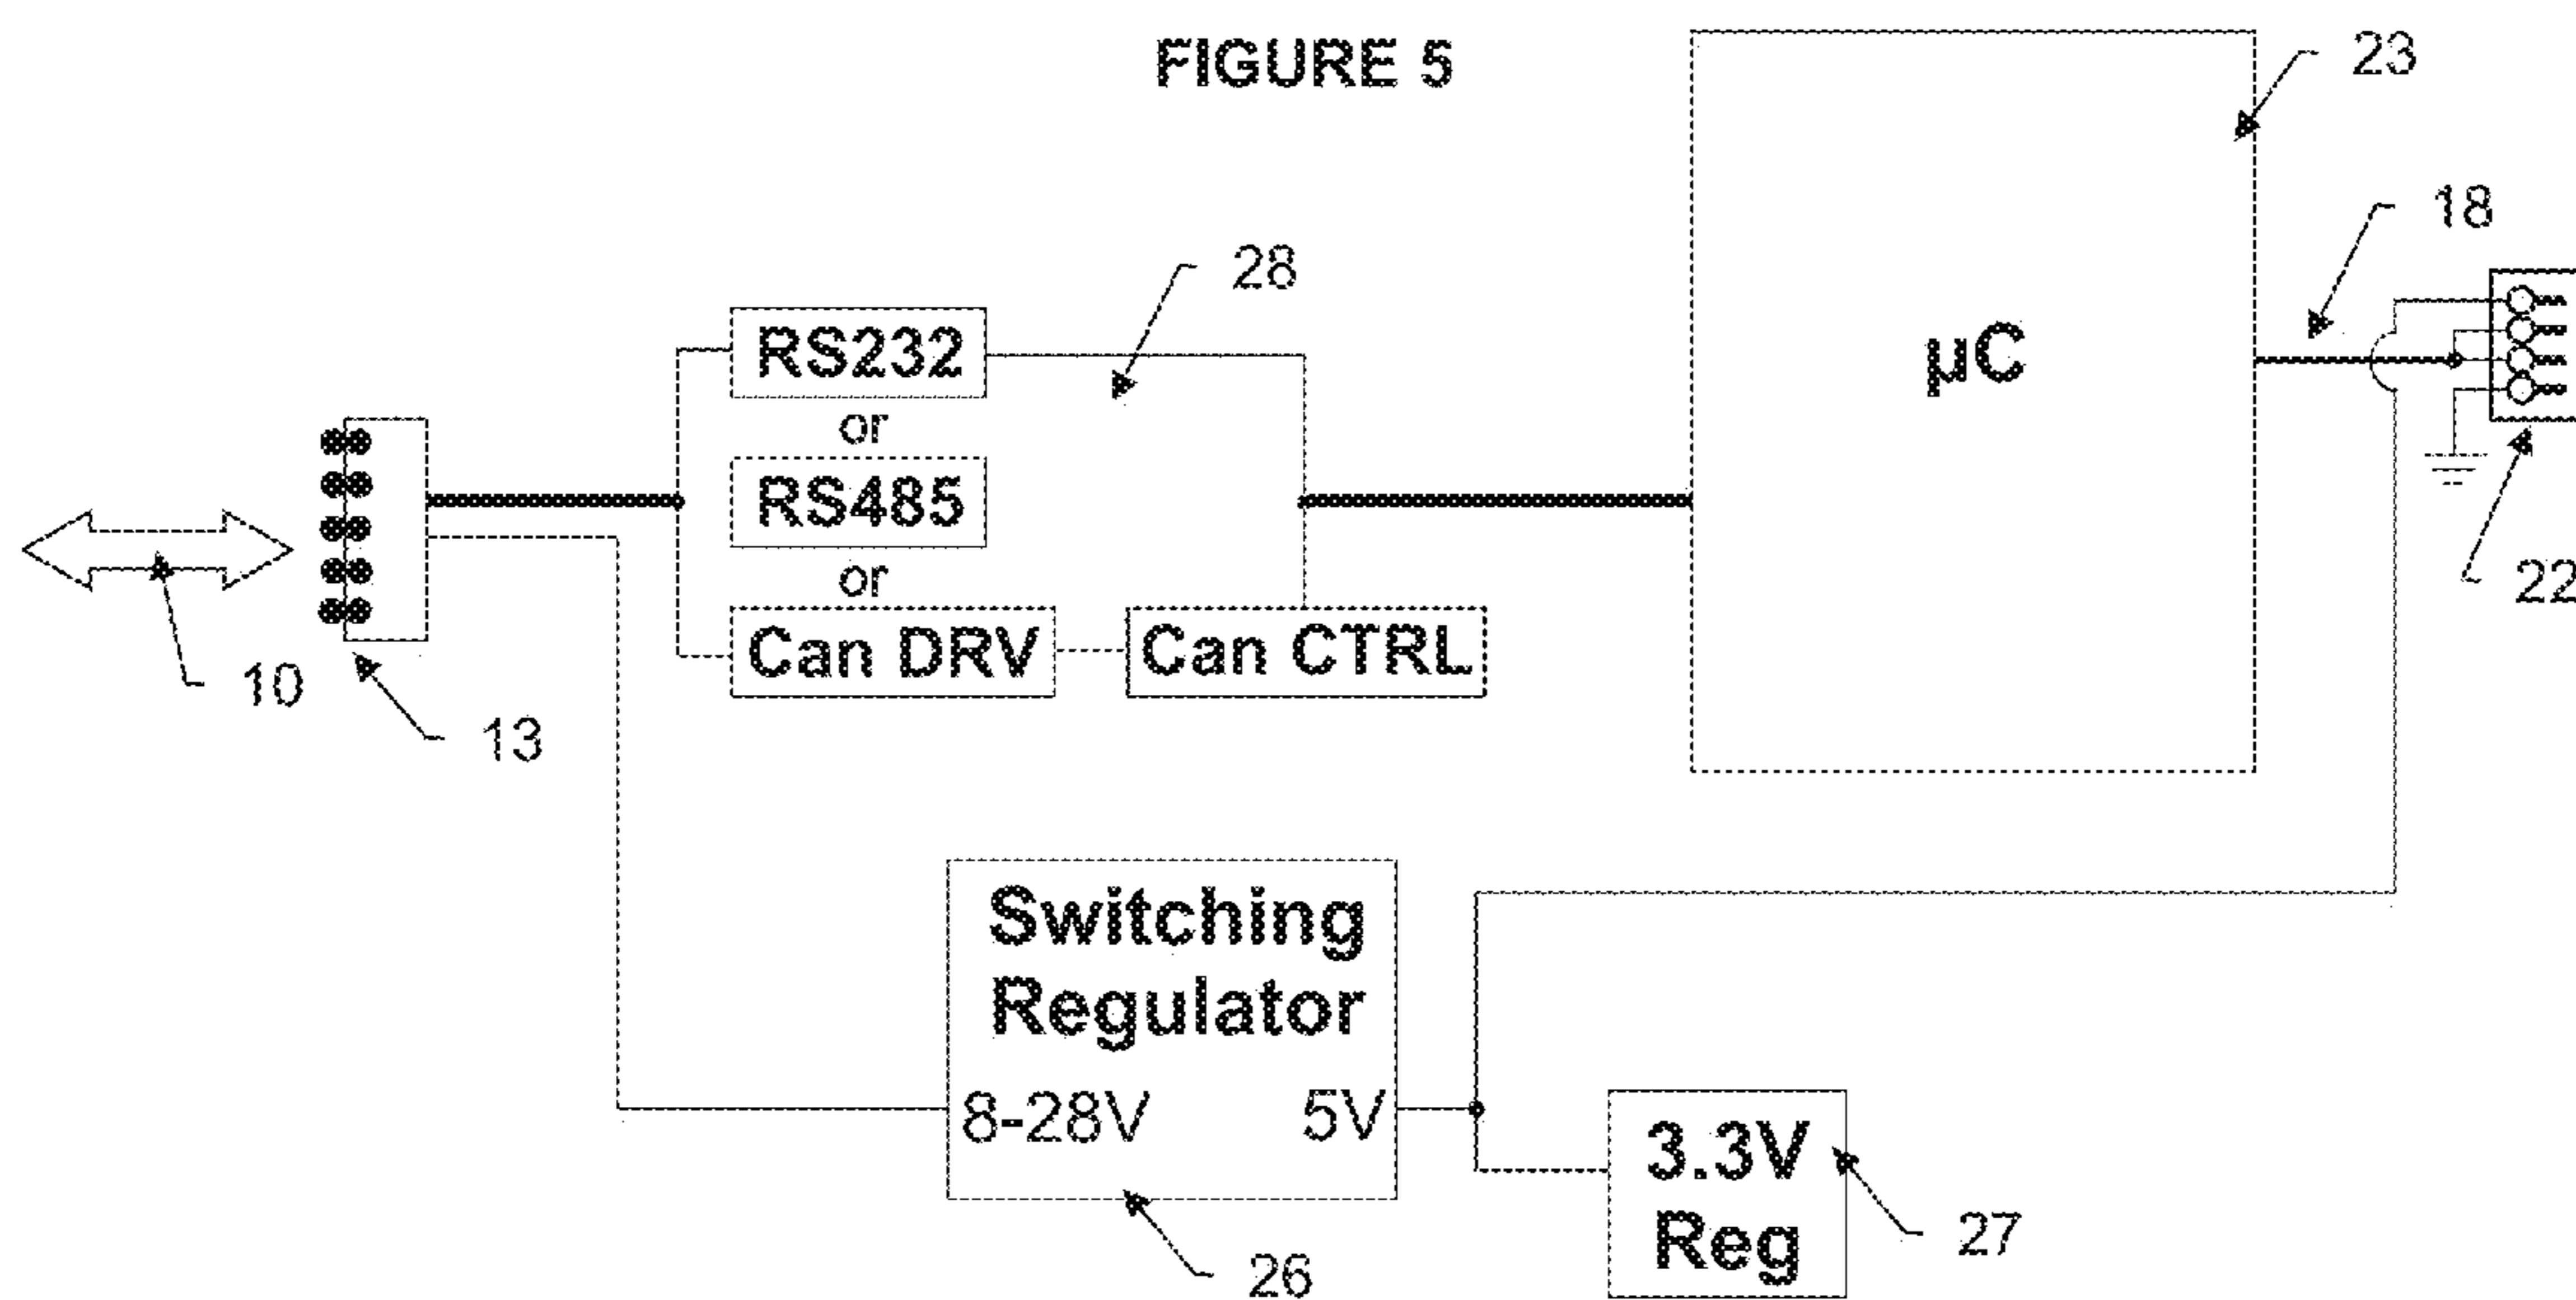 FIGURE 5
23
18
28
RS232
or
RS485
or
Can DRV
Can CTRL
µC
22
10
13
Switching
Regulator
8-28V
5V
3.3V
Reg
27
26